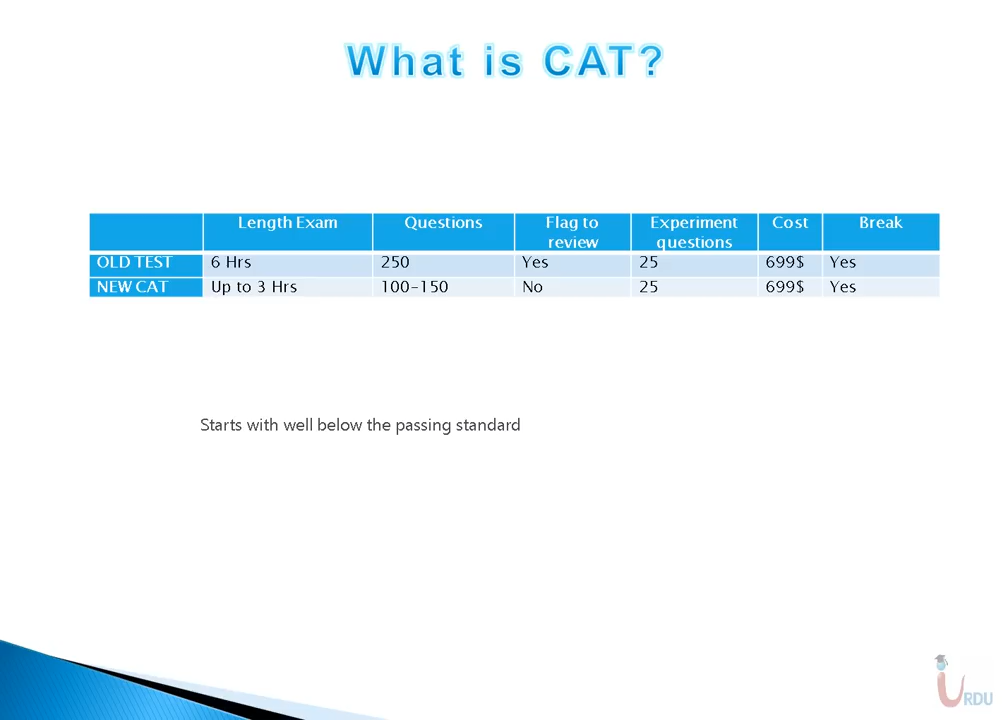 What is CAT?
Length Exam Questions Flag to review Experiment questions Cost Break
OLD TEST 6 Hrs 250 Yes 25 699$ Yes
NEW CAT Up to 3 Hrs 100-150 No 25 699$ Yes
Starts with well below the passing standard
URDU